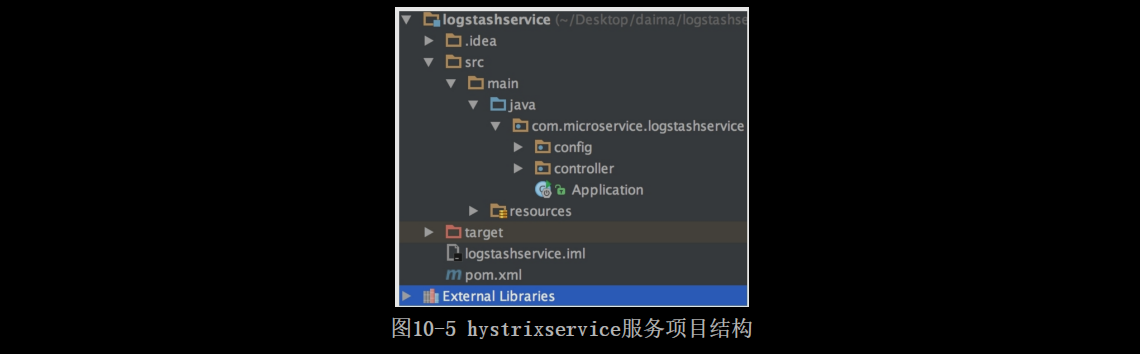 logstashservice (~/Desktop/daima/logstashse
.idea
src
main
java
com.microservice.logstashservice
config
controller
Application
resources
target
logstashservice.iml
pom.xml
External Libraries
图10-5 hystrixservice服务项目结构